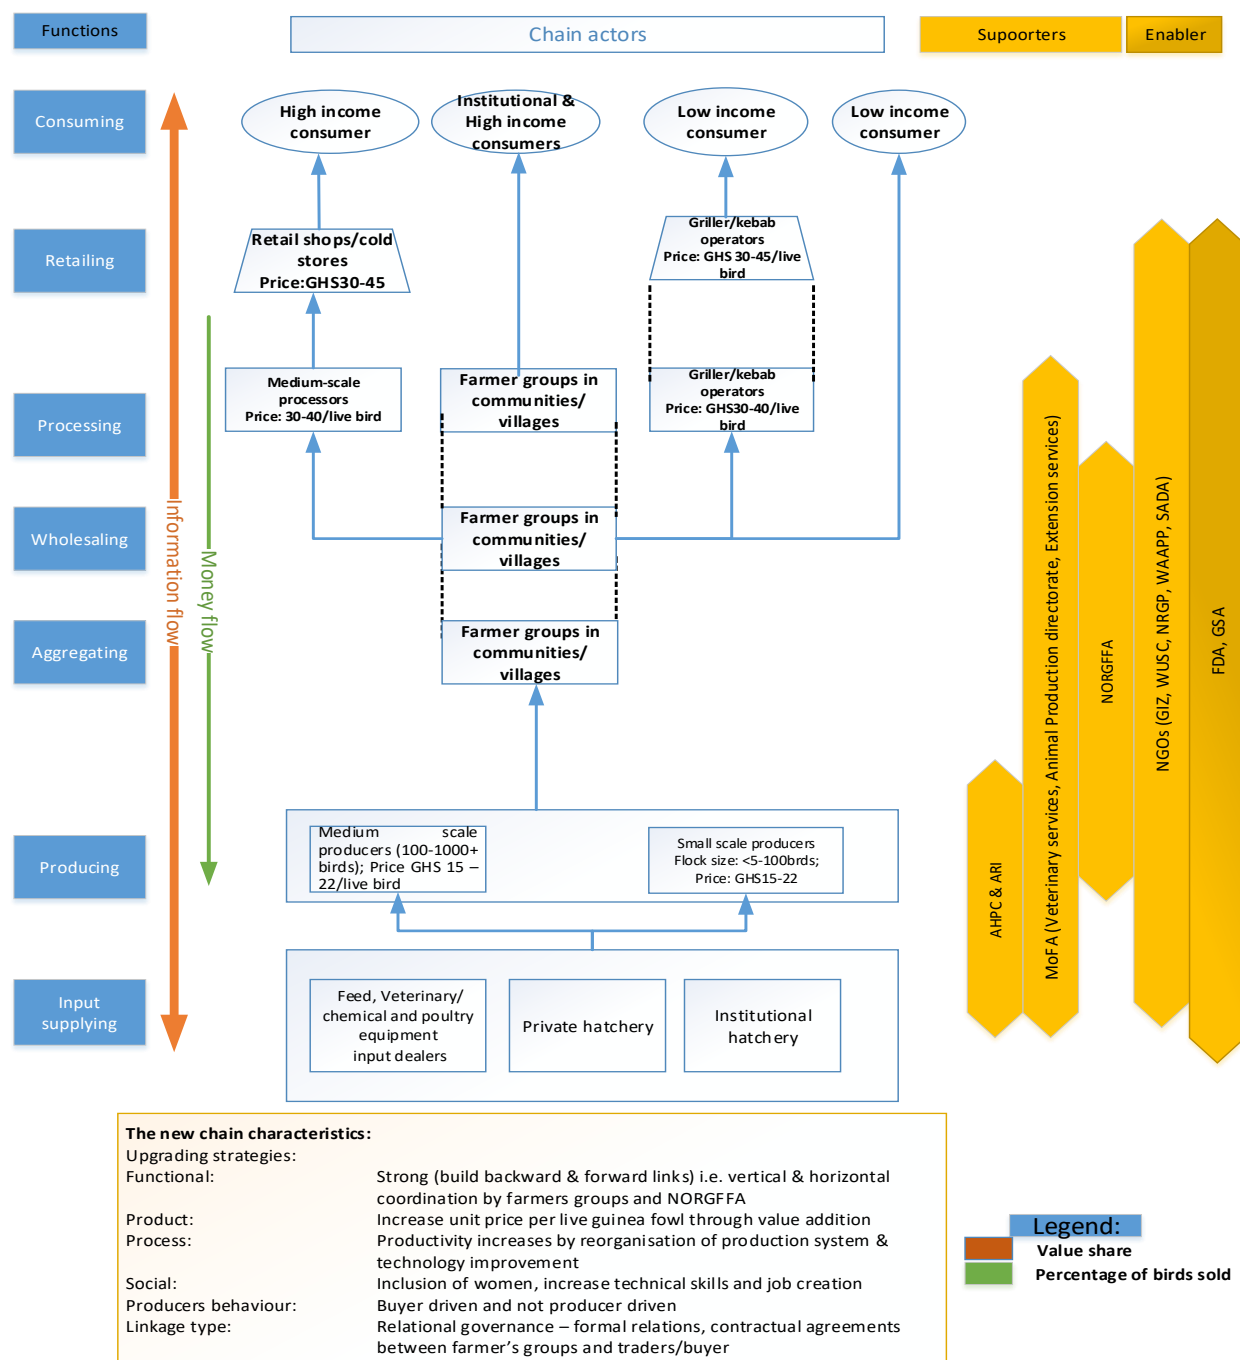 Functions
Chain actors
Supoorters
Enabler
Consuming
High income
consumer
Institutional &
High income
consumers
Low income
consumer
Low income
consumer
Retailing
Retail shops/cold
stores
Price:GHS30-45
Griller/kebab
operators
Price: GHS 30-45/live
bird
Processing
Medium-scale
processors
Price: 30-40/live bird
Farmer groups in
communities/
villages
Griller/kebab
operators
Price: GHS30-40/live
bird
Wholesaling
Farmer groups in
communities/
villages
Aggregating
Farmer groups in
communities/
villages
Information flow
Money flow
Producing
Medium scale
producers (100-1000+
birds); Price GHS 15 –
22/live bird
Small scale producers
Flock size: <5-100brds;
Price: GHS15-22
Input
supplying
Feed, Veterinary/
chemical and poultry
equipment
input dealers
Private hatchery
Institutional
hatchery
AHPC & ARI
MoFA (Veterinary services, Animal Production directorate, Extension services)
NORGFFA
NGOs (GIZ, WUSC, NRGP, WAAPP, SADA)
FDA, GSA
The new chain characteristics:
Upgrading strategies:
Functional: Strong (build backward & forward links) i.e. vertical & horizontal
coordination by farmers groups and NORGFFA
Product: Increase unit price per live guinea fowl through value addition
Process: Productivity increases by reorganisation of production system &
technology improvement
Social: Inclusion of women, increase technical skills and job creation
Producers behaviour: Buyer driven and not producer driven
Linkage type: Relational governance – formal relations, contractual agreements
between farmer's groups and traders/buyer
Legend:
Value share
Percentage of birds sold